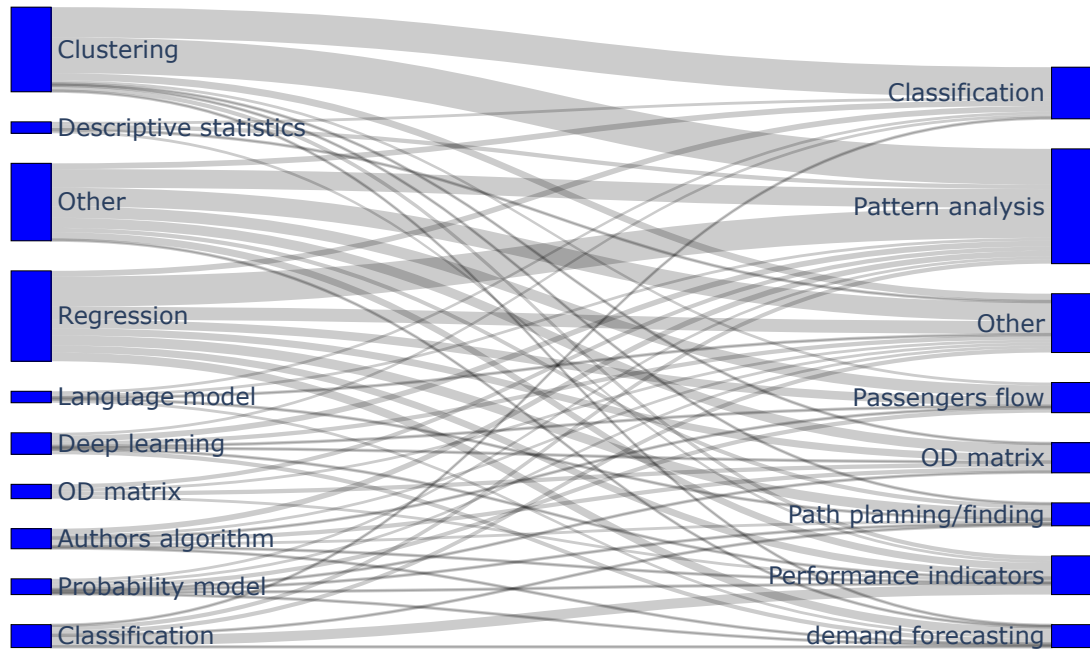 Clustering
Descriptive statistics
Other
Regression
Language model
Deep learning
OD matrix
Authors algorithm
Probability model
Classification
Classification
Pattern analysis
Other
Passengers flow
OD matrix
Path planning/finding
Performance indicators
demand forecasting